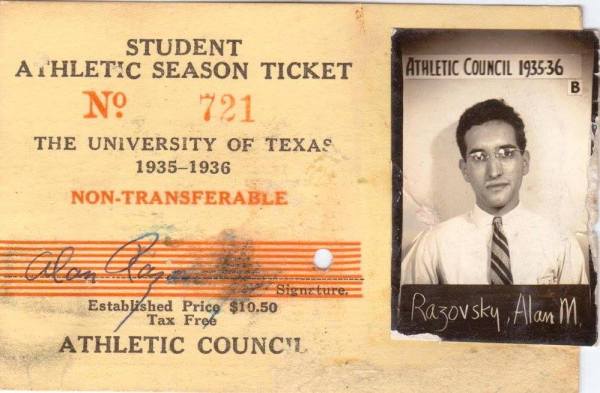 STUDENT
ATHLETIC SEASON TICKET
No 721
THE UNIVERSITY OF TEXAS
1935-1936
NON-TRANSFERABLE
Alan
Signature.
Established Price $10.50
Tax Free
ATHLETIC COUNCIL
ATHLETIC COUNCIL 1935-36
B
Razovsky, Alan M.